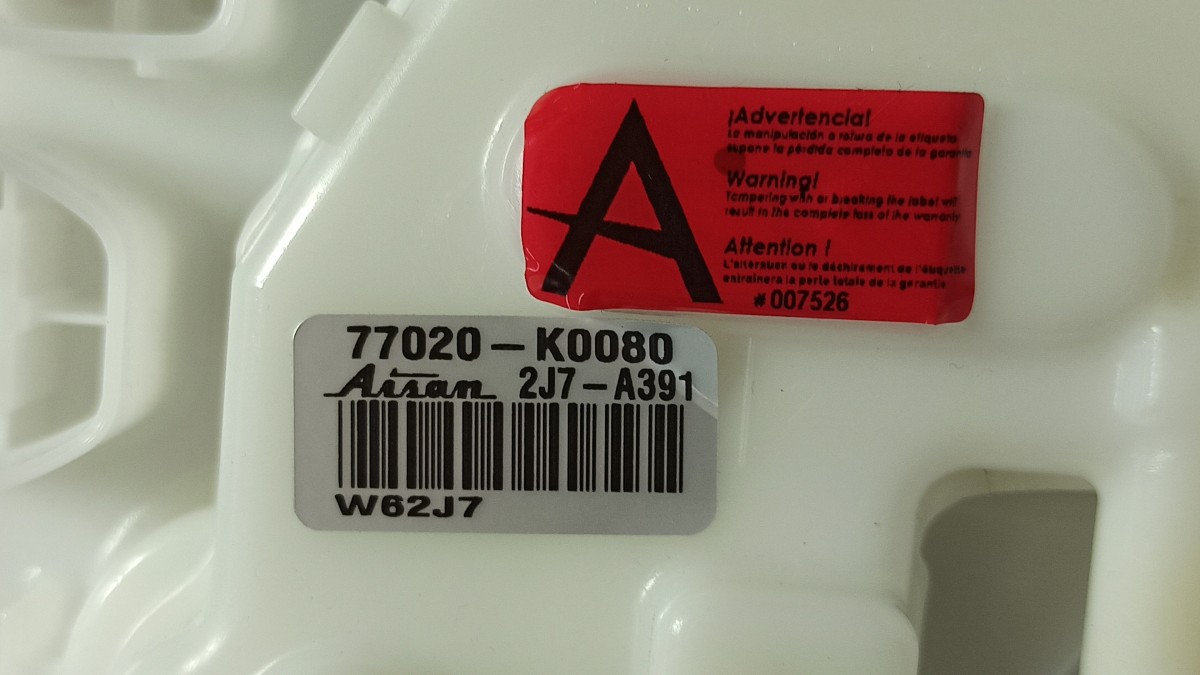 A
¡Advertencia!
La manipulación o rotura de la etiqueta
supone la pérdida completa de la garantía
Warning!
Tampering with or breaking the label will
result in the complete loss of the warranty
Attention !
L'alteration ou le déchirement de l'étiquette
entraînera la perte totale de la garantie
#007526
77020-K0080
Aisan 2J7-A391
W62J7